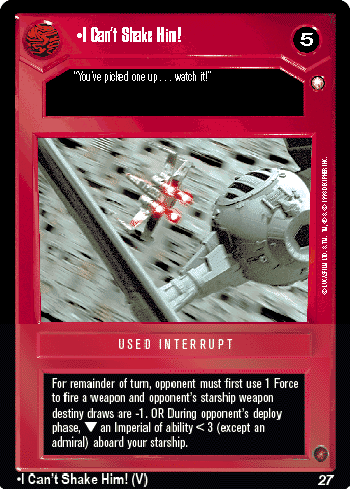 •I Can't Shake Him!
5
"You've picked one up . . . watch it!"
USED INTERRUPT
For remainder of turn, opponent must first use 1 Force
to fire a weapon and opponent's starship weapon
destiny draws are -1. OR During opponent's deploy
phase, ▼ an Imperial of ability < 3 (except an
admiral) aboard your starship.
•I Can't Shake Him! (V)
27